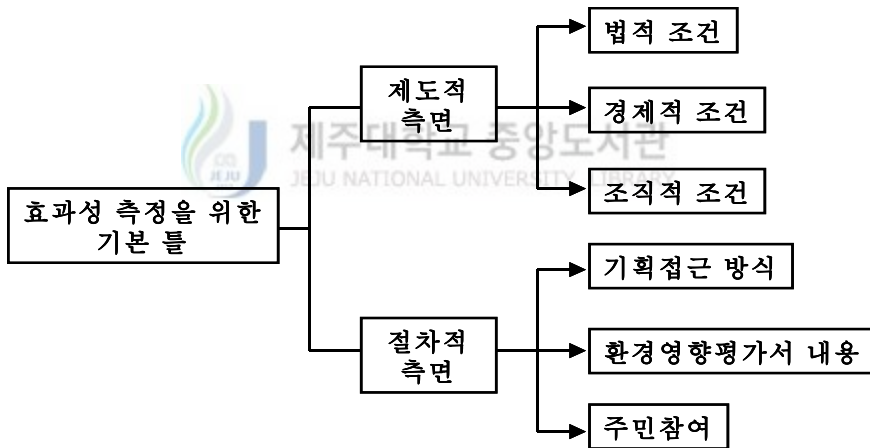 법적 조건
제도적
측면
경제적 조건
제주대학교 중앙도서관
JEJU NATIONAL UNIVERSITY LIBRARY
JEJU
조직적 조건
효과성 측정을 위한
기본 틀
기획접근 방식
절차적
측면
환경영향평가서 내용
주민참여